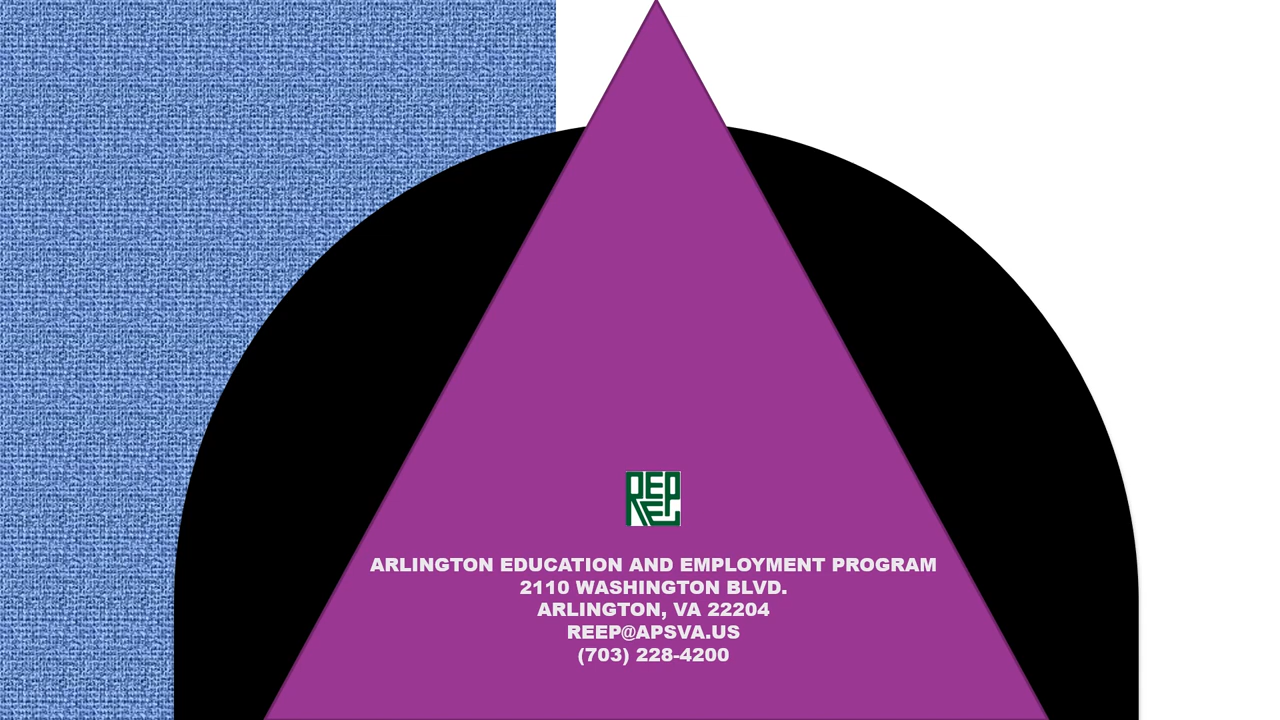 REEP
ARLINGTON EDUCATION AND EMPLOYMENT PROGRAM
2110 WASHINGTON BLVD.
ARLINGTON, VA 22204
REEP@APSVA.US
(703) 228-4200